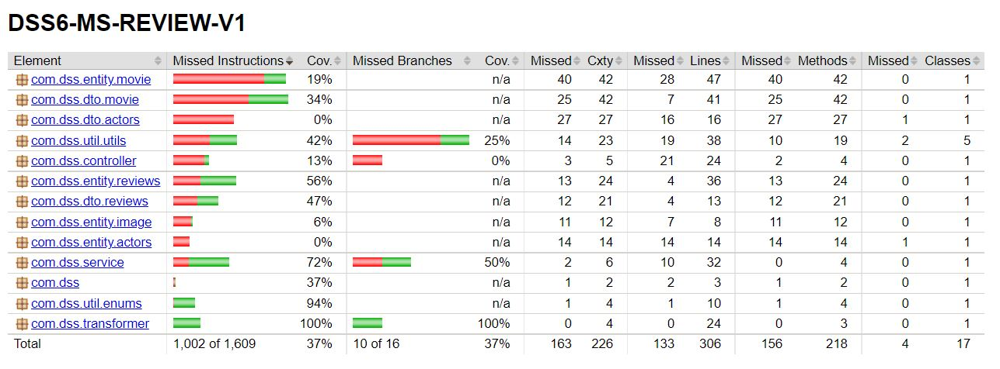 DSS6-MS-REVIEW-V1
Element Missed Instructions Cov. Missed Branches Cov. Missed Cxty Missed Lines Missed Methods Missed Classes
com.dss.entity.movie 19% n/a 40 42 28 47 40 42 0 1
com.dss.dto.movie 34% n/a 25 42 7 41 25 42 0 1
com.dss.dto.actors 0% n/a 27 27 16 16 27 27 1 1
com.dss.util.utils 42% 25% 14 23 19 38 10 19 2 5
com.dss.controller 13% 0% 3 5 21 24 2 4 0 1
com.dss.entity.reviews 56% n/a 13 24 4 36 13 24 0 1
com.dss.dto.reviews 47% n/a 12 21 4 13 12 21 0 1
com.dss.entity.image 6% n/a 11 12 7 8 11 12 0 1
com.dss.entity.actors 0% n/a 14 14 14 14 14 14 1 1
com.dss.service 72% 50% 2 6 10 32 0 4 0 1
com.dss 37% n/a 1 2 2 3 1 2 0 1
com.dss.util.enums 94% n/a 1 4 1 10 1 4 0 1
com.dss.transformer 100% 100% 0 4 0 24 0 3 0 1
Total 1,002 of 1,609 37% 10 of 16 37% 163 226 133 306 156 218 4 17